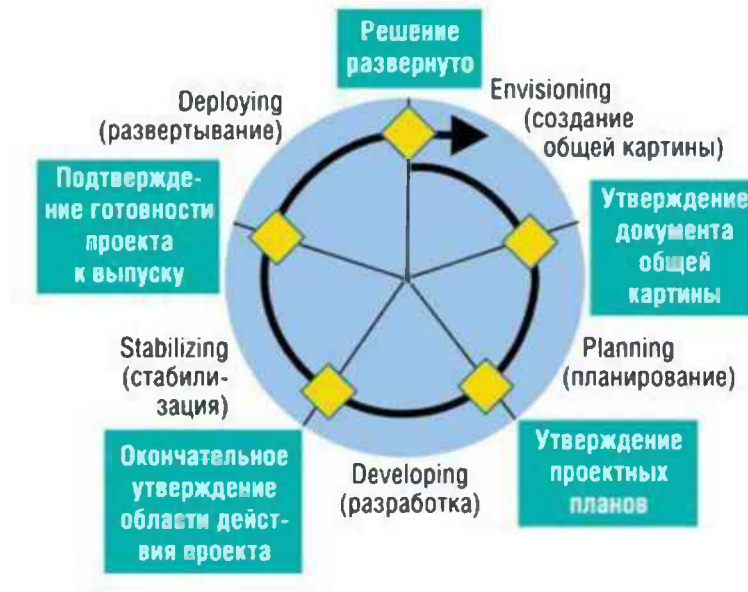 Решение
развернуто
Envisioning
(создание
общей картины)
Утверждение
документа
общей
картины
Planning
(планирование)
Утверждение
проектных
планов
Developing
(разработка)
Окончательное
утверждение
области дейст-
вия проекта
Stabilizing
(стабили-
зация)
Подтвержде-
ние готовности
проекта
к выпуску
Deploying
(развертывание)